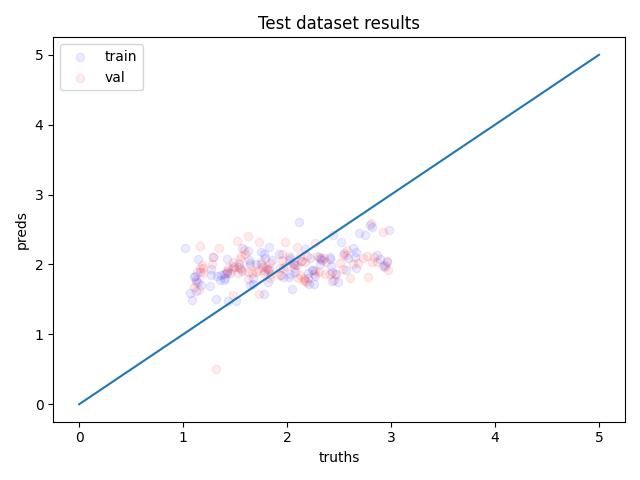 Test dataset results
train
val
preds
5
4
3
2
1
0
0 1 2 3 4 5
truths